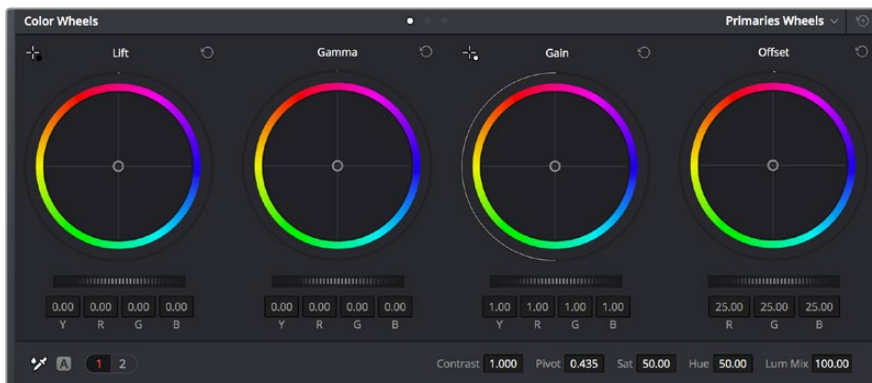 Color Wheels Primaries Wheels
Lift Gamma Gain Offset
0.00 0.00 0.00 0.00 0.00 0.00 0.00 0.00 1.00 1.00 1.00 1.00 25.00 25.00 25.00
Y R G B Y R G B Y R G B R G B
A 1 2 Contrast 1.000 Pivot 0.435 Sat 50.00 Hue 50.00 Lum Mix 100.00